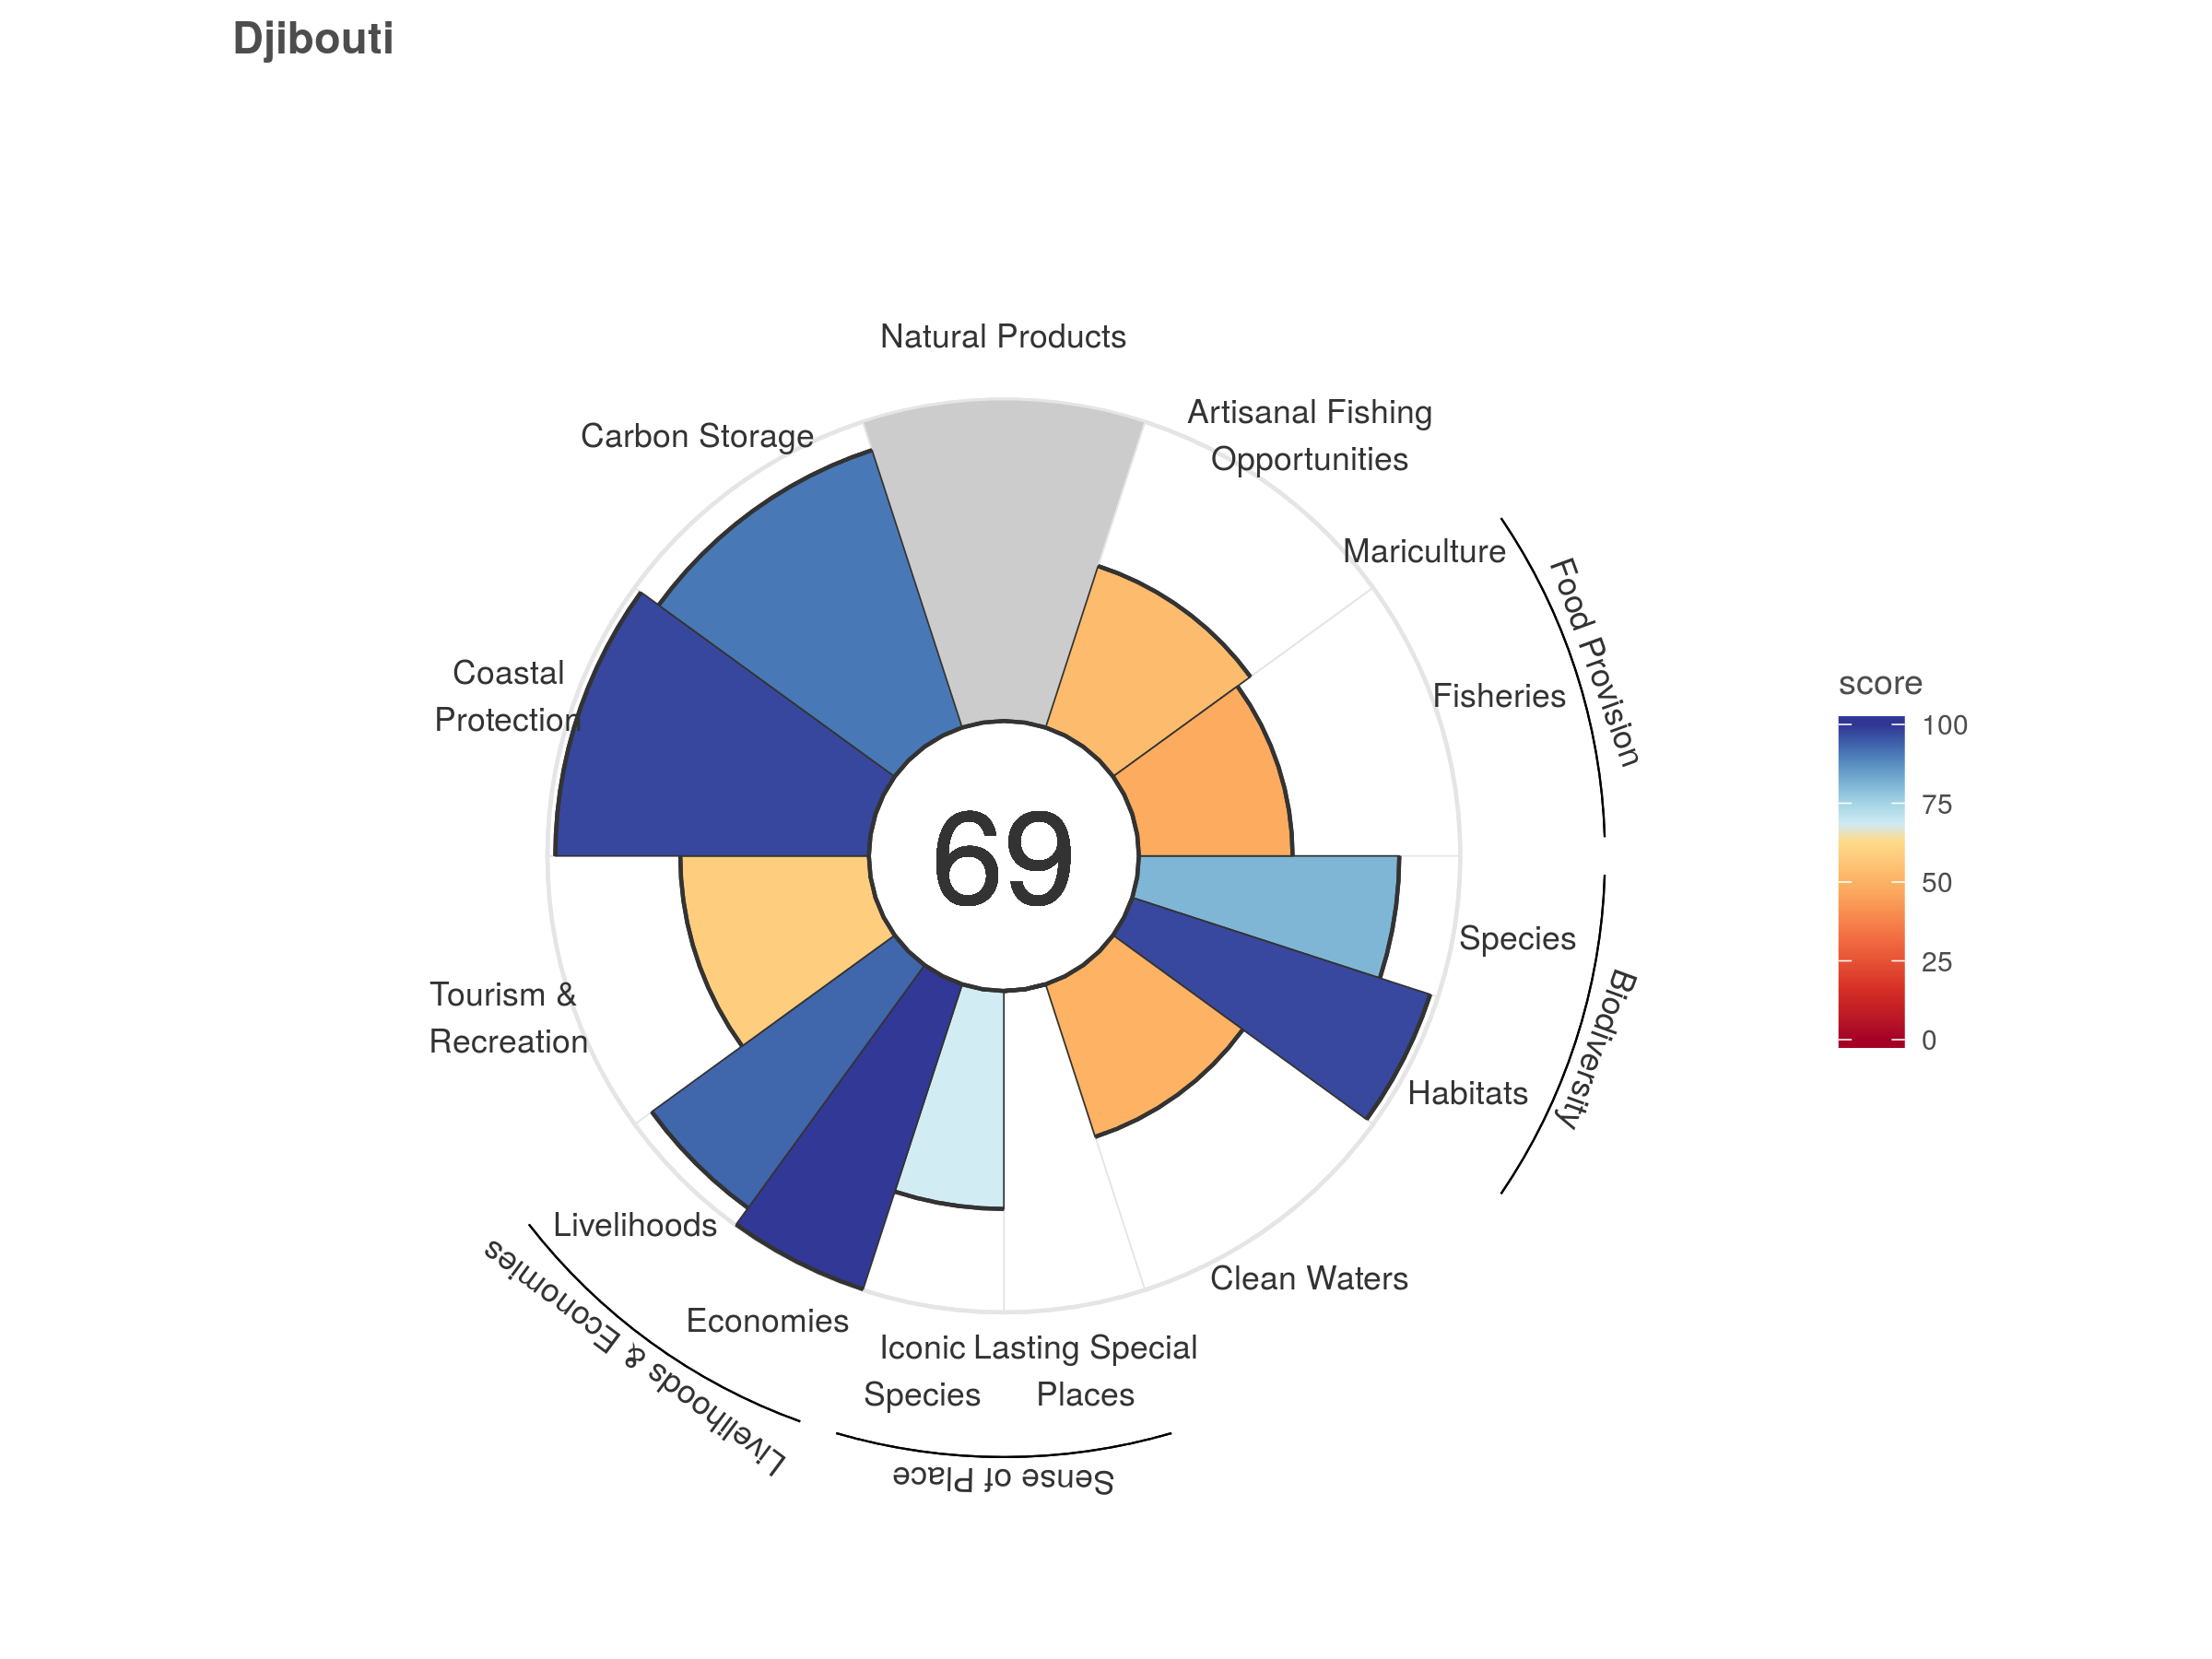 Djibouti
Natural Products
Artisanal Fishing
Opportunities
Carbon Storage
Mariculture
Food Provision
Fisheries
Coastal
Protection
score
100
75
50
25
0
69
Species
Biodiversity
Habitats
Tourism &
Recreation
Livelihoods
Livelihoods & Economies
Economies
Clean Waters
Iconic
Species
Lasting Special
Places
Sense of Place